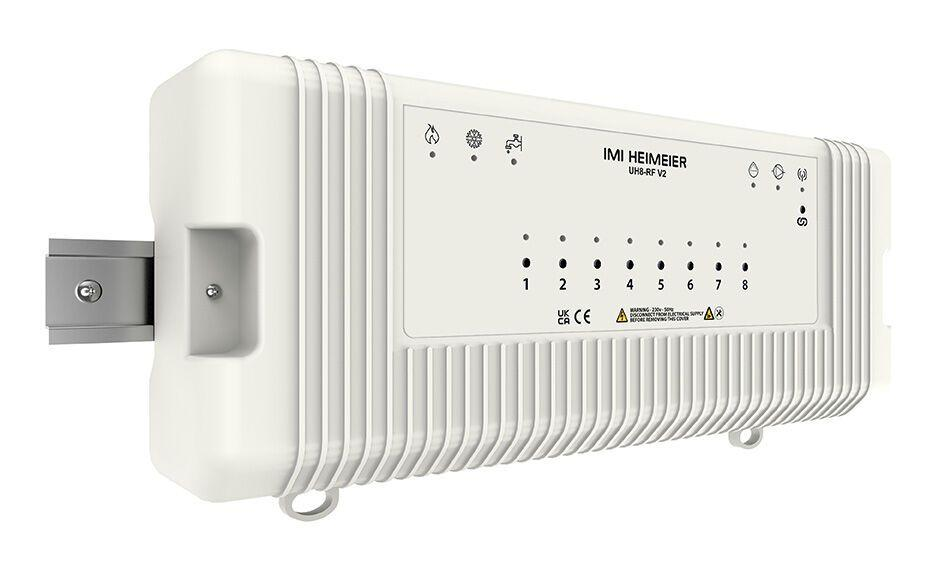 IMI HEIMEIER
UH8-RF V2
1 2 3 4 5 6 7 8
UK
CA CE
WARNING - 230v - 50Hz
DISCONNECT FROM ELECTRICAL SUPPLY
BEFORE REMOVING THIS COVER